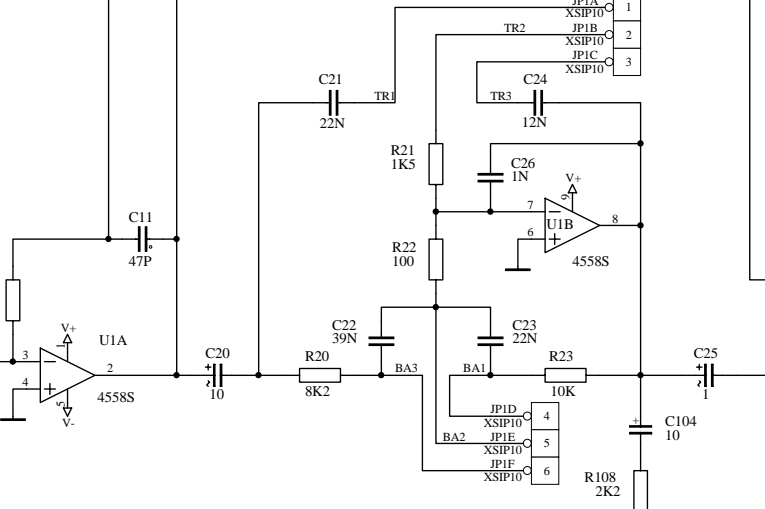 JP1A
XSIP10
1
TR2
JP1B
XSIP10
2
JP1C
XSIP10
3
C21
TR1
22N
C24
TR3
12N
R21
1K5
C26
1N
V+
9
7
U1B
8
6
4558S
C11
47P
R22
100
V+
1
U1A
3
2
4
5
4558S
V-
C20
10
R20
8K2
C22
39N
BA3
C23
22N
BA1
R23
10K
C25
1
JP1D
XSIP10
4
BA2
JP1E
XSIP10
5
JP1F
XSIP10
6
C104
10
R108
2K2